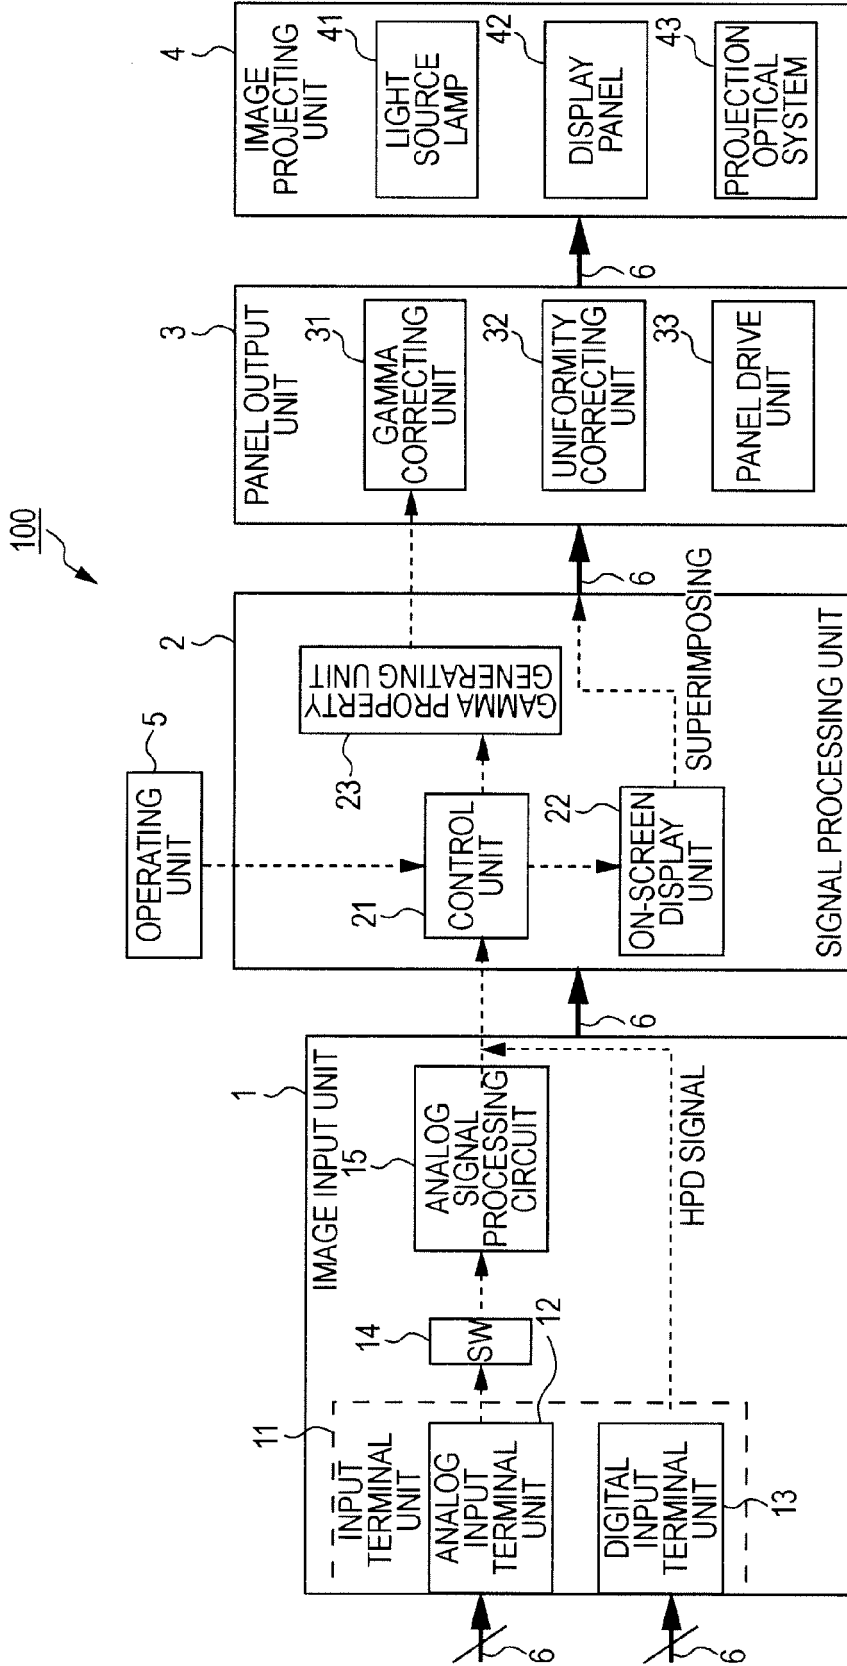 100
1
IMAGE INPUT UNIT
11
INPUT
TERMINAL
UNIT
ANALOG
INPUT
TERMINAL
UNIT
12
DIGITAL
INPUT
TERMINAL
UNIT
13
6
6
14
SW
15
ANALOG
SIGNAL
PROCESSING
CIRCUIT
HPD SIGNAL
6
5
OPERATING
UNIT
2
21
CONTROL
UNIT
23
GAMMA PROPERTY
GENERATING UNIT
22
ON-SCREEN
DISPLAY
UNIT
SUPERIMPOSING
SIGNAL PROCESSING UNIT
6
3
PANEL OUTPUT
UNIT
31
GAMMA
CORRECTING
UNIT
32
UNIFORMITY
CORRECTING
UNIT
33
PANEL DRIVE
UNIT
6
4
IMAGE
PROJECTING
UNIT
41
LIGHT
SOURCE
LAMP
42
DISPLAY
PANEL
43
PROJECTION
OPTICAL
SYSTEM